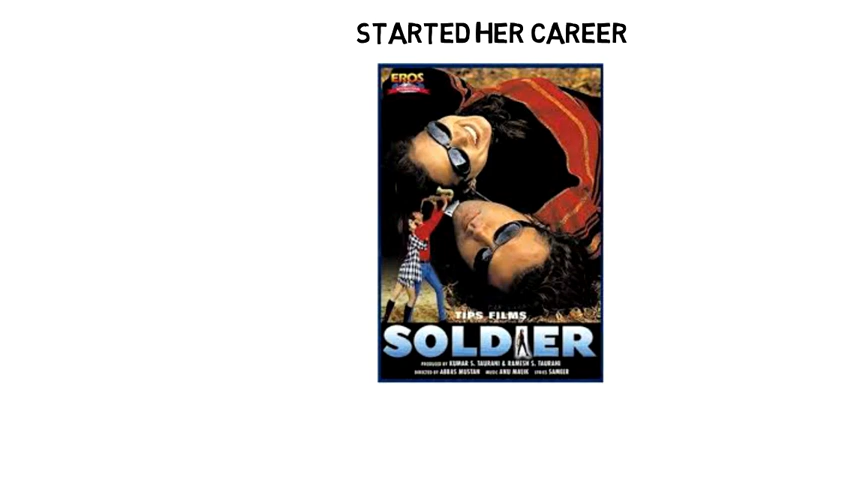 STARTED HER CAREER
EROS
TIPS FILMS
SOLDIER
PRODUCED BY KUMAR S. TAURANI & RAMESH S. TAURANI
DIRECTED BY ABBAS MUSTAN MUSIC ANU MALIK LYRICS SAMEER